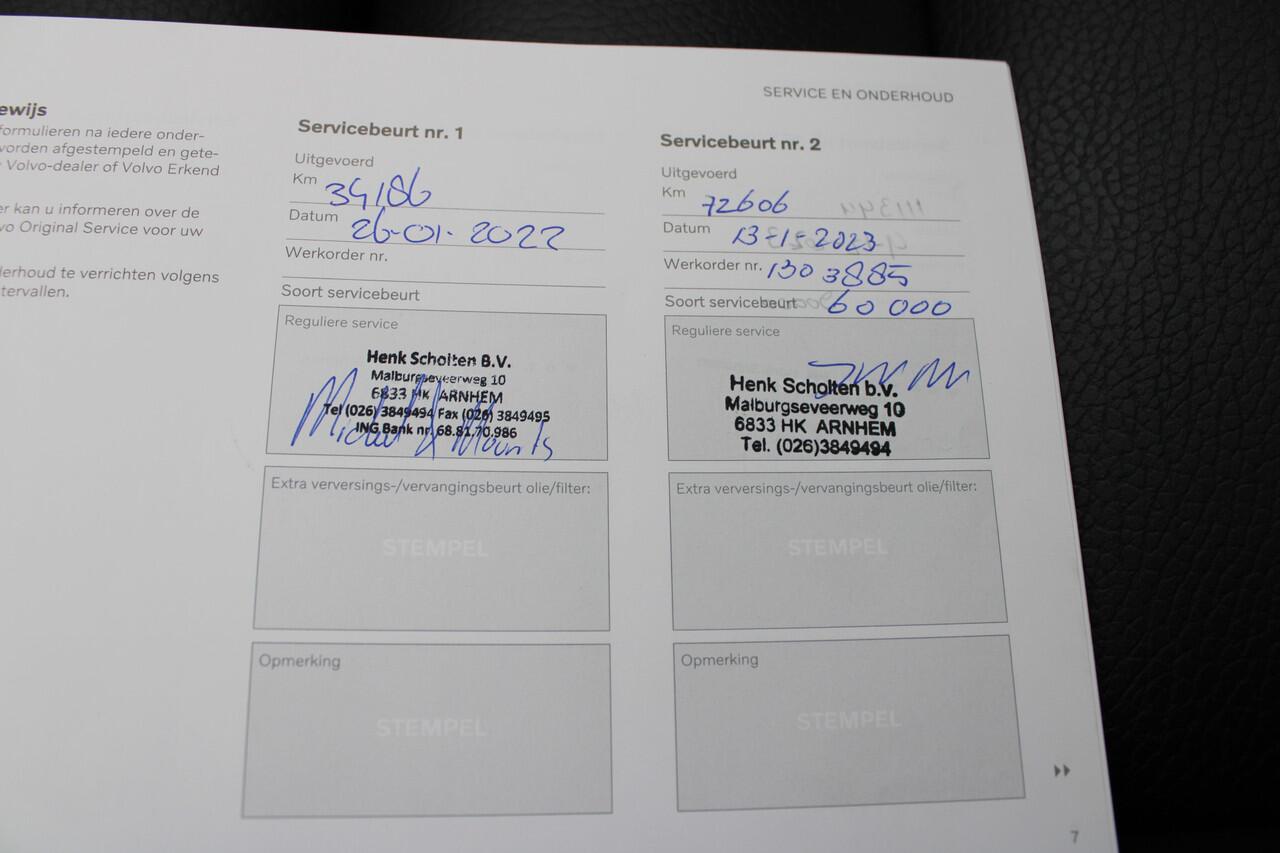 SERVICE EN ONDERHOUD
ewijs
formulieren na iedere onder-
vorden afgestempeld en gete-
Volvo-dealer of Volvo Erkend
er kan u informeren over de
vo Original Service voor uw
derhoud te verrichten volgens
tervallen.
Servicebeurt nr. 1
Uitgevoerd
Km 34186
Datum 26-01-2022
Werkorder nr.
Soort servicebeurt
Reguliere service
Henk Scholten B.V.
Malburgseveerweg 10
6833 HK ARNHEM
Tel (026) 3849494 Fax (026) 3849495
ING Bank nr. 68.81.70.986
Extra verversings-/vervangingsbeurt olie/filter:
STEMPEL
Opmerking
STEMPEL
Servicebeurt nr. 2
Uitgevoerd
Km 72606
Datum 13-1-2023
Werkorder nr. 1303885
Soort servicebeurt 60 000
Reguliere service
Henk Scholten b.v.
Malburgseveerweg 10
6833 HK ARNHEM
Tel. (026)3849494
Extra verversings-/vervangingsbeurt olie/filter:
STEMPEL
Opmerking
STEMPEL
7